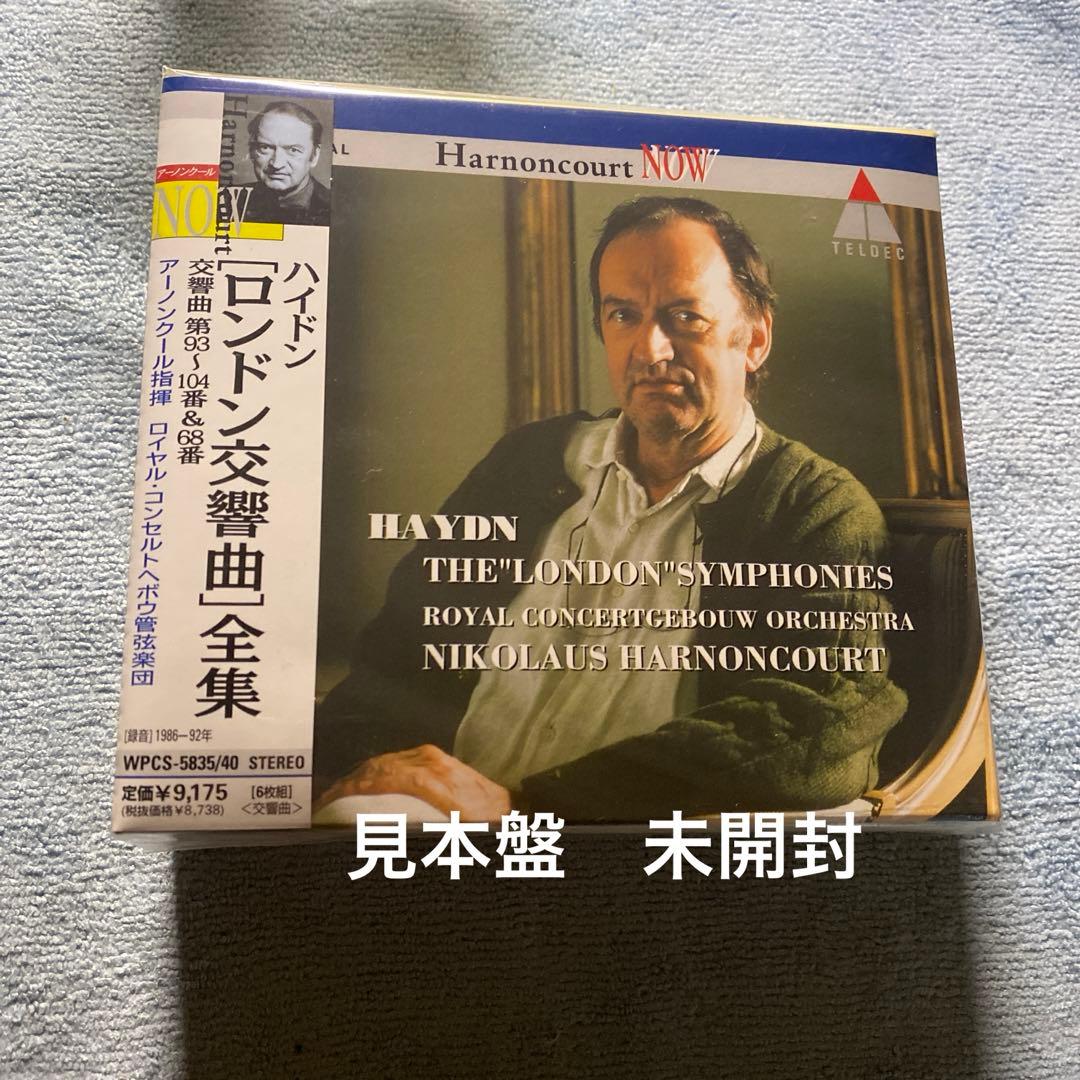 Harnoncourt
アーノンクール
NOW
ハイドン
[ロンドン交響曲]全集
交響曲 第93～104番&68番
アーノンクール指揮 ロイヤル・コンセルトヘボウ管弦楽団
[録音]1986－92年
WPCS-5835/40 STEREO
定価￥9,175 [6枚組]
(税抜価格￥8,738) <交響曲>
Harnoncourt NOW
TELDEC
HAYDN
THE"LONDON"SYMPHONIES
ROYAL CONCERTGEBOUW ORCHESTRA
NIKOLAUS HARNONCOURT
見本盤 未開封